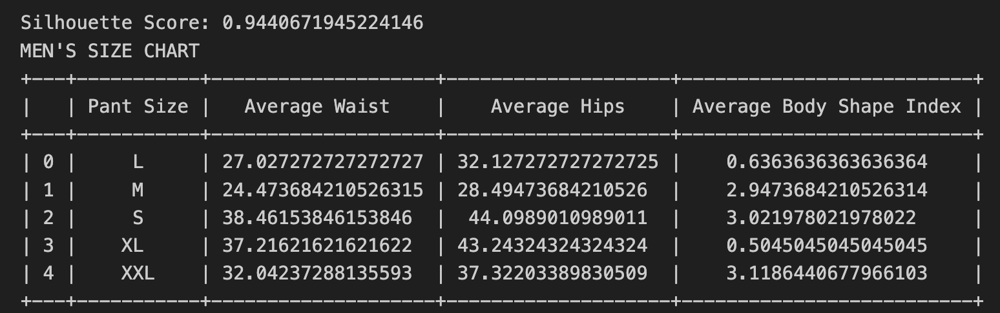 Silhouette Score: 0.9440671945224146
MEN'S SIZE CHART
+---+-----------+--------------------+--------------------+--------------------------+
|   | Pant Size |   Average Waist    |    Average Hips    | Average Body Shape Index |
+---+-----------+--------------------+--------------------+--------------------------+
| 0 |     L     | 27.027272727272727 | 32.127272727272725 |    0.6363636363636364    |
| 1 |     M     | 24.473684210526315 | 28.49473684210526  |    2.9473684210526314    |
| 2 |     S     | 38.46153846153846  |  44.0989010989011  |    3.021978021978022     |
| 3 |    XL     | 37.21621621621622  | 43.24324324324324  |    0.5045045045045045    |
| 4 |    XXL    | 32.04237288135593  | 37.32203389830509  |    3.1186440677966103    |
+---+-----------+--------------------+--------------------+--------------------------+